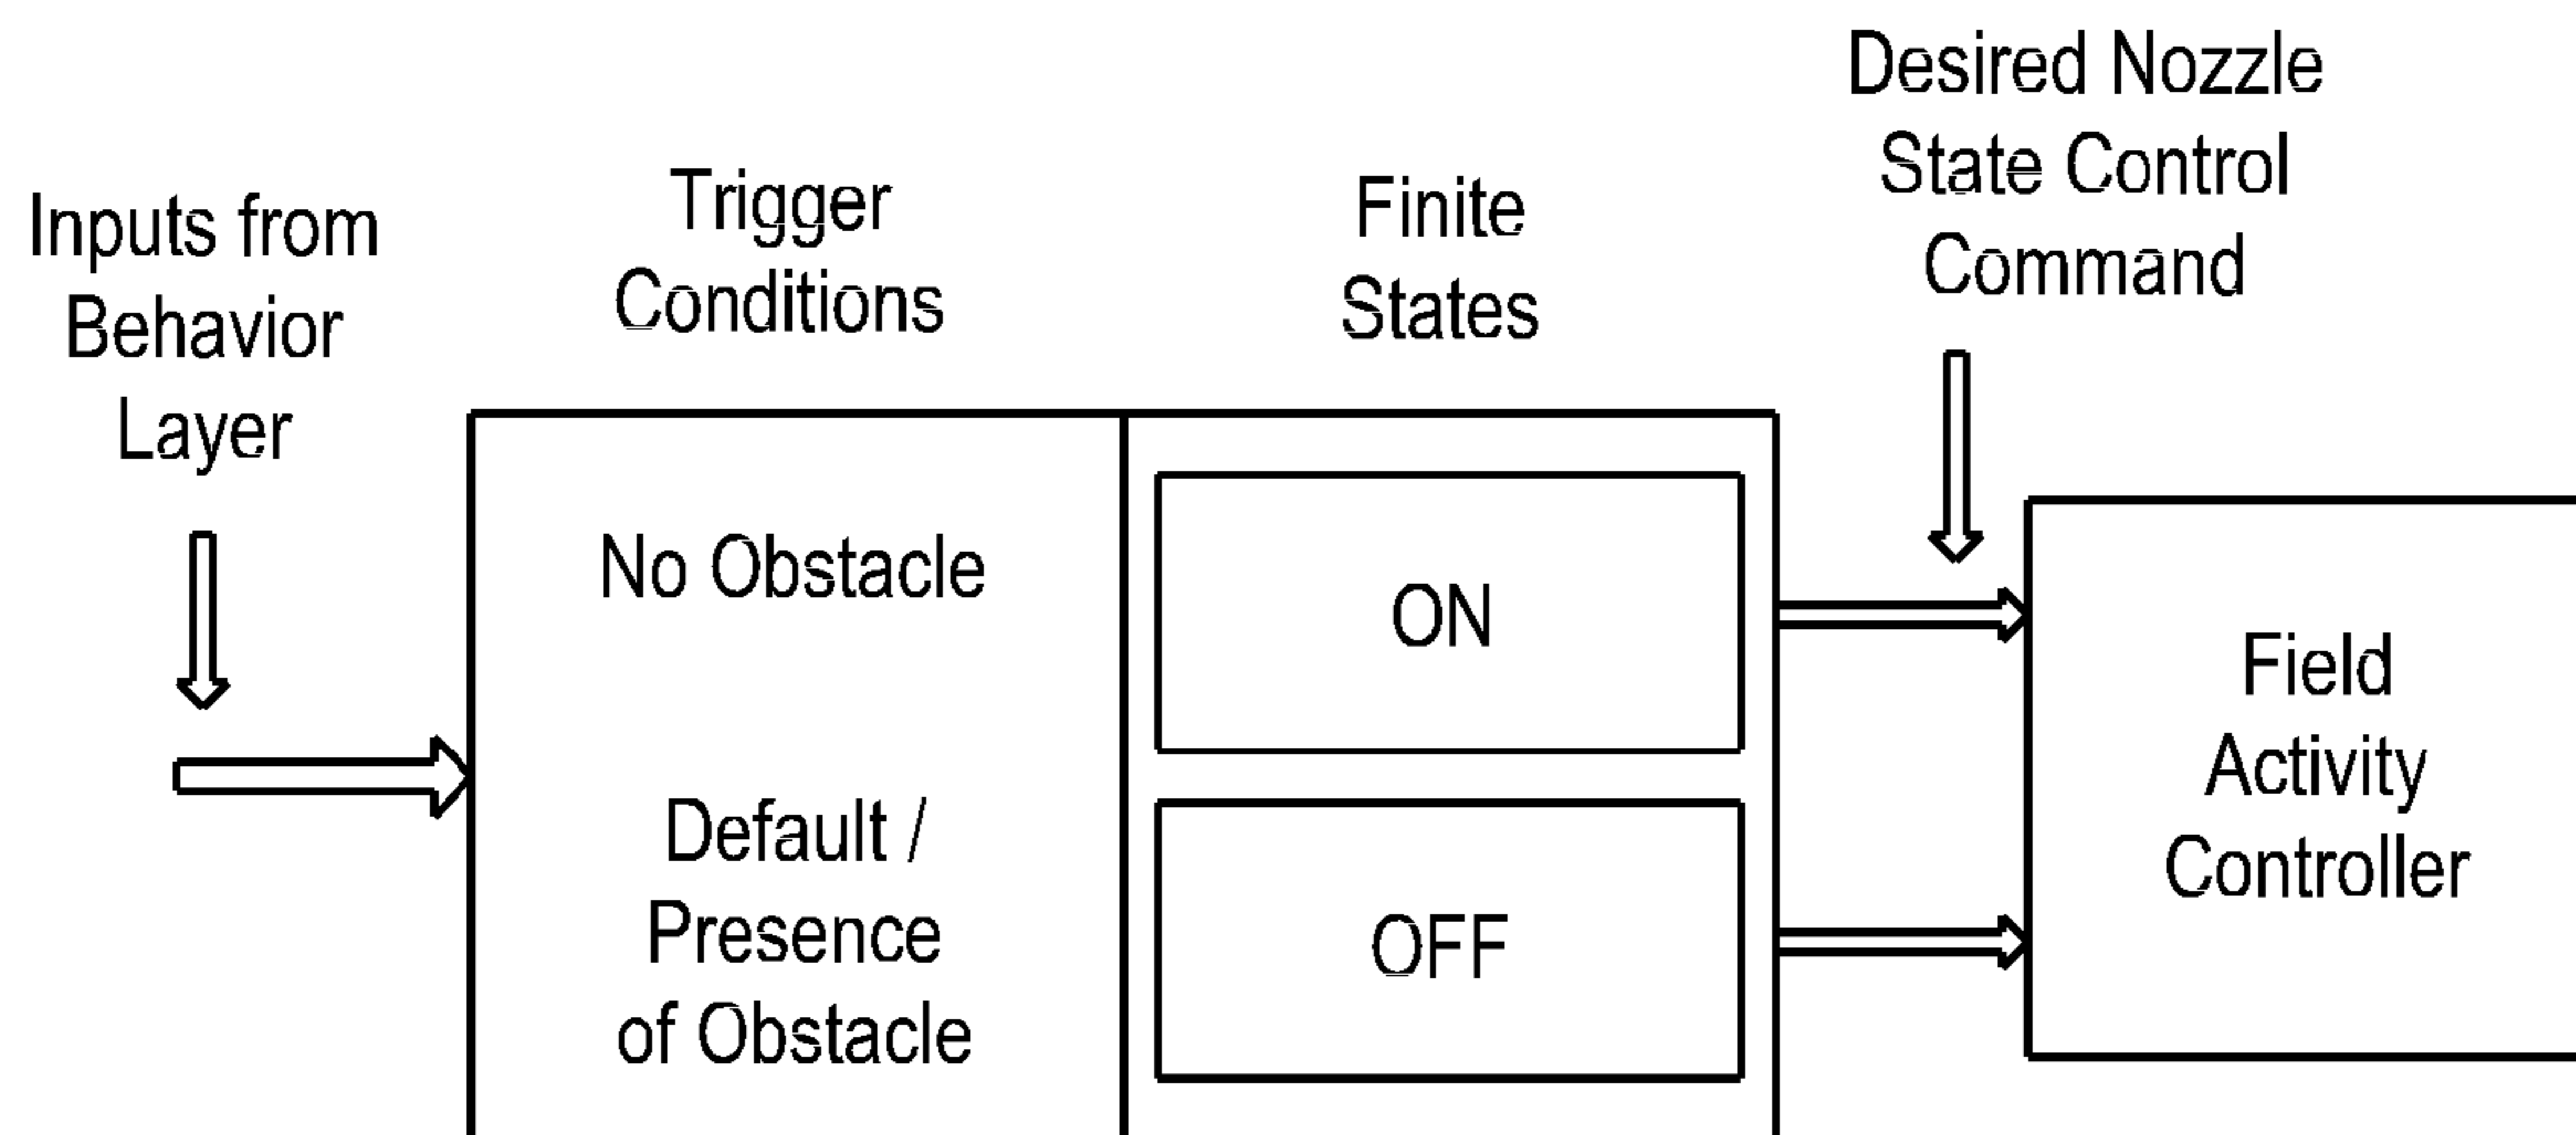 Inputs from
Behavior
Layer
Trigger
Conditions
Finite
States
Desired Nozzle
State Control
Command
No Obstacle
Default /
Presence
of Obstacle
ON
OFF
Field
Activity
Controller